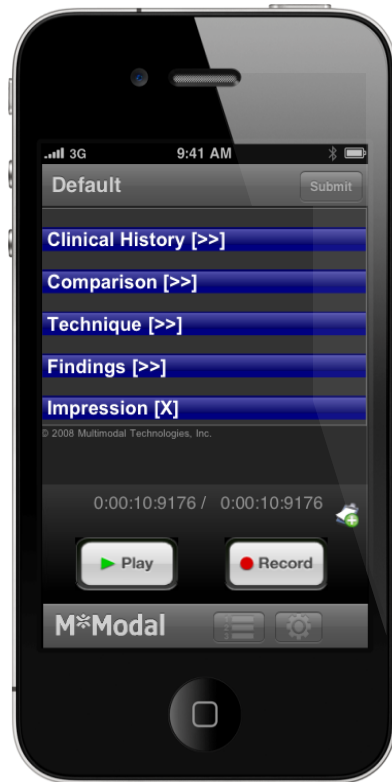 3G 9:41 AM
Default Submit
Clinical History [>>]
Comparison [>>]
Technique [>>]
Findings [>>]
Impression [X]
© 2008 Multimodal Technologies, Inc.
0:00:10:9176 / 0:00:10:9176
Play Record
M*Modal